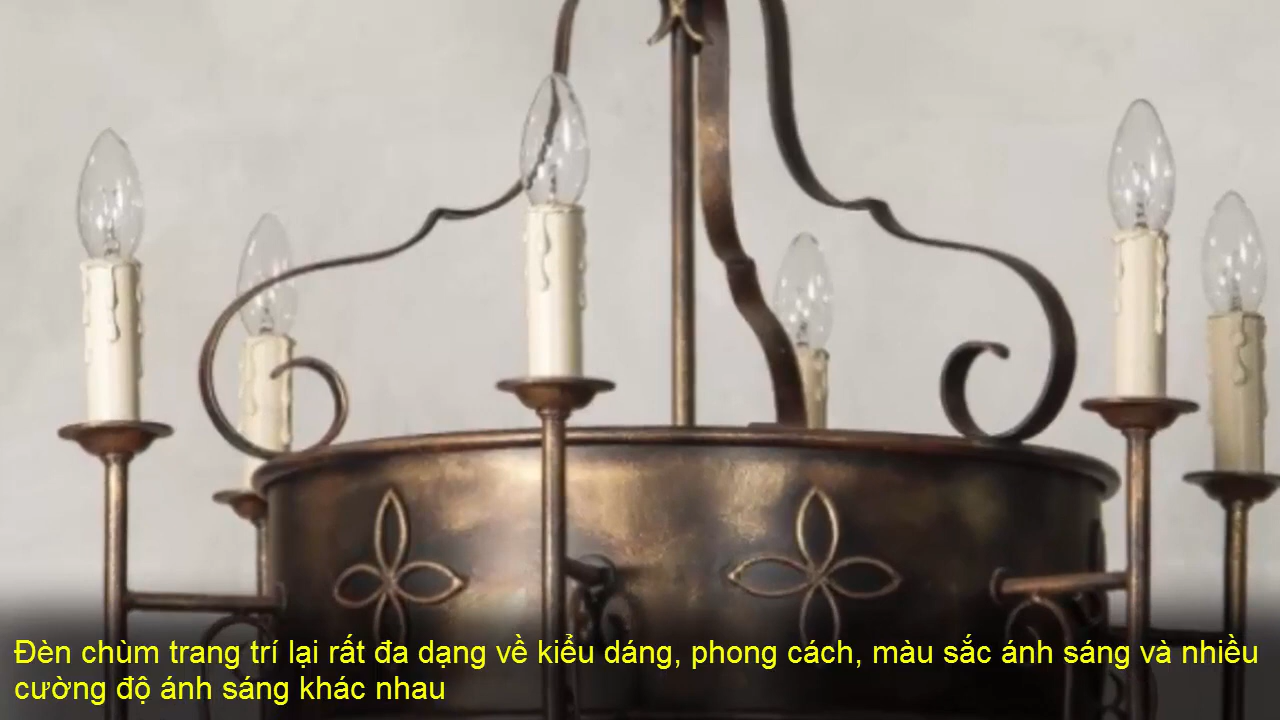 Đèn chùm trang trí lại rất đa dạng về kiểu dáng, phong cách, màu sắc ánh sáng và nhiều
cường độ ánh sáng khác nhau